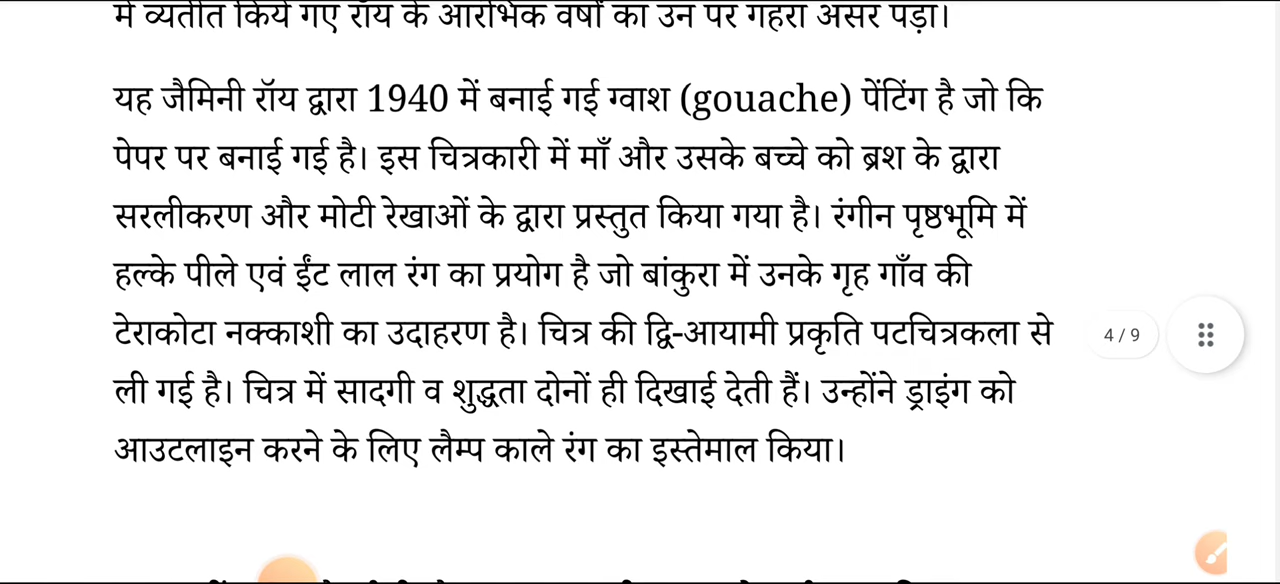 में व्यतीत किये गए रॉय के आरंभिक वर्षों का उन पर गहरा असर पड़ा।
यह जैमिनी रॉय द्वारा 1940 में बनाई गई ग्वाश (gouache) पेंटिंग है जो कि
पेपर पर बनाई गई है। इस चित्रकारी में माँ और उसके बच्चे को ब्रश के द्वारा
सरलीकरण और मोटी रेखाओं के द्वारा प्रस्तुत किया गया है। रंगीन पृष्ठभूमि में
हल्के पीले एवं ईंट लाल रंग का प्रयोग है जो बांकुरा में उनके गृह गाँव की
टेराकोटा नक्काशी का उदाहरण है। चित्र की द्वि-आयामी प्रकृति पटचित्रकला से
4 / 9
ली गई है। चित्र में सादगी व शुद्धता दोनों ही दिखाई देती हैं। उन्होंने ड्राइंग को
आउटलाइन करने के लिए लैम्प काले रंग का इस्तेमाल किया।